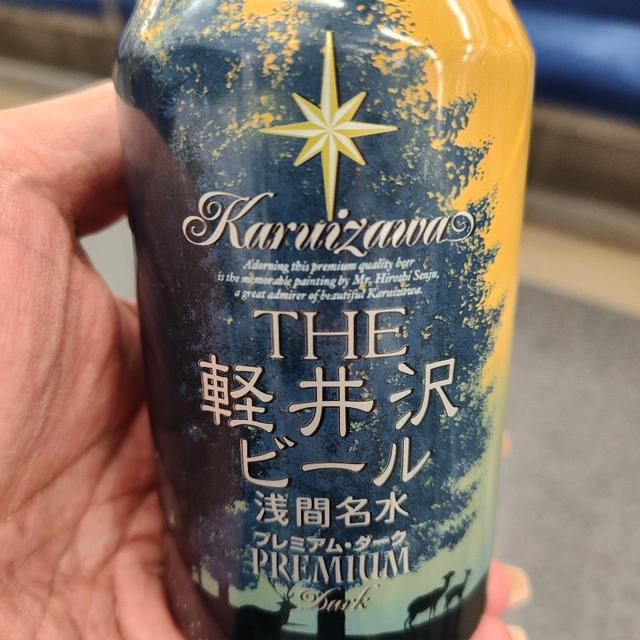 Karuizawa
Adorning this premium quality beer
is the memorable painting by Mr. Hiroshi Senju,
a great admirer of beautiful Karuizawa.
THE
軽井沢
ビール
浅間名水
プレミアム・ダーク
PREMIUM
Dark